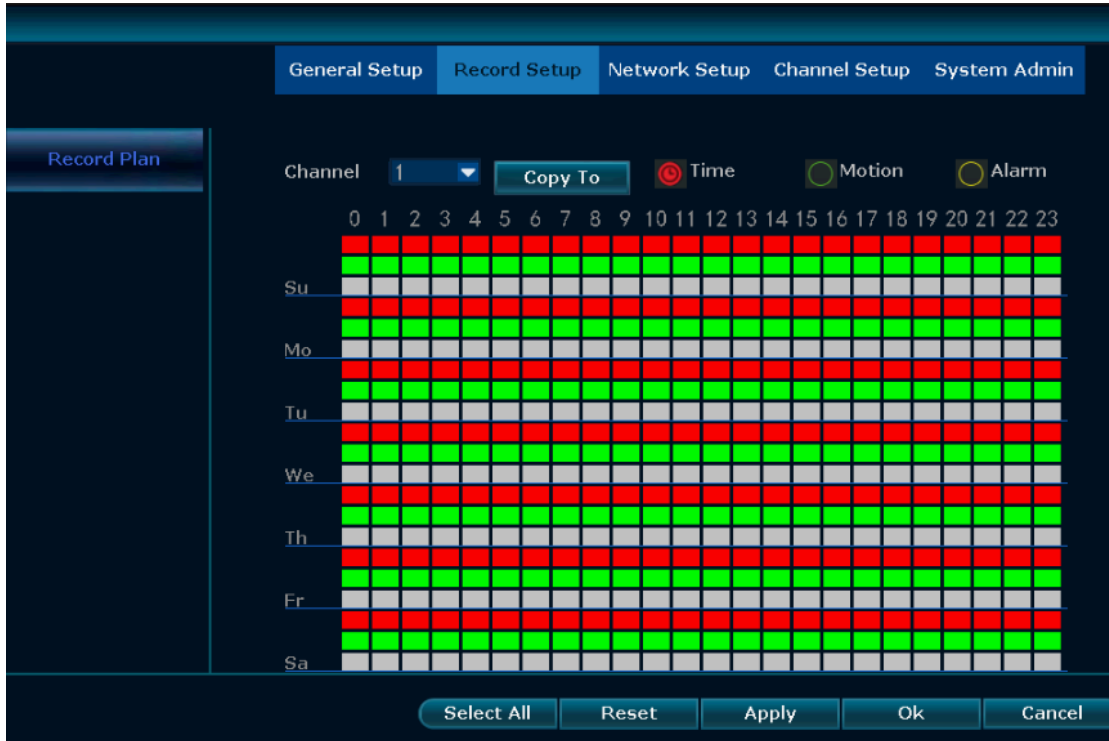 General Setup Record Setup Network Setup Channel Setup System Admin
Record Plan
Channel 1 Copy To Time Motion Alarm
0 1 2 3 4 5 6 7 8 9 10 11 12 13 14 15 16 17 18 19 20 21 22 23
Su
Mo
Tu
We
Th
Fr
Sa
Select All Reset Apply Ok Cancel